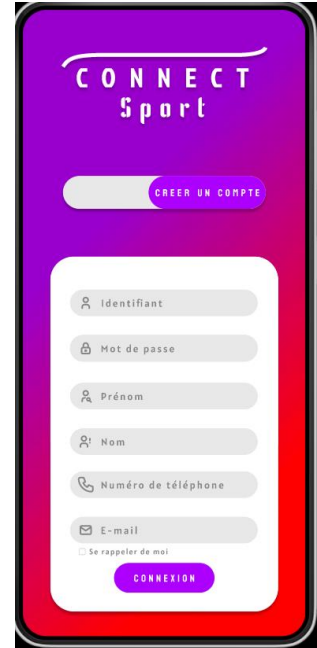 CONNECT
Sport
CREER UN COMPTE
Identifiant
Mot de passe
Prénom
Nom
Numéro de téléphone
E-mail
Se rappeler de moi
CONNEXION